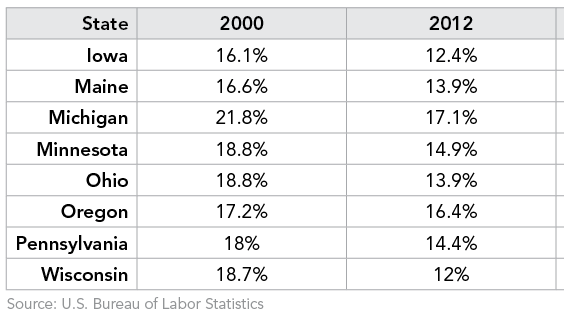 State 2000 2012
Iowa 16.1% 12.4%
Maine 16.6% 13.9%
Michigan 21.8% 17.1%
Minnesota 18.8% 14.9%
Ohio 18.8% 13.9%
Oregon 17.2% 16.4%
Pennsylvania 18% 14.4%
Wisconsin 18.7% 12%
Source: U.S. Bureau of Labor Statistics